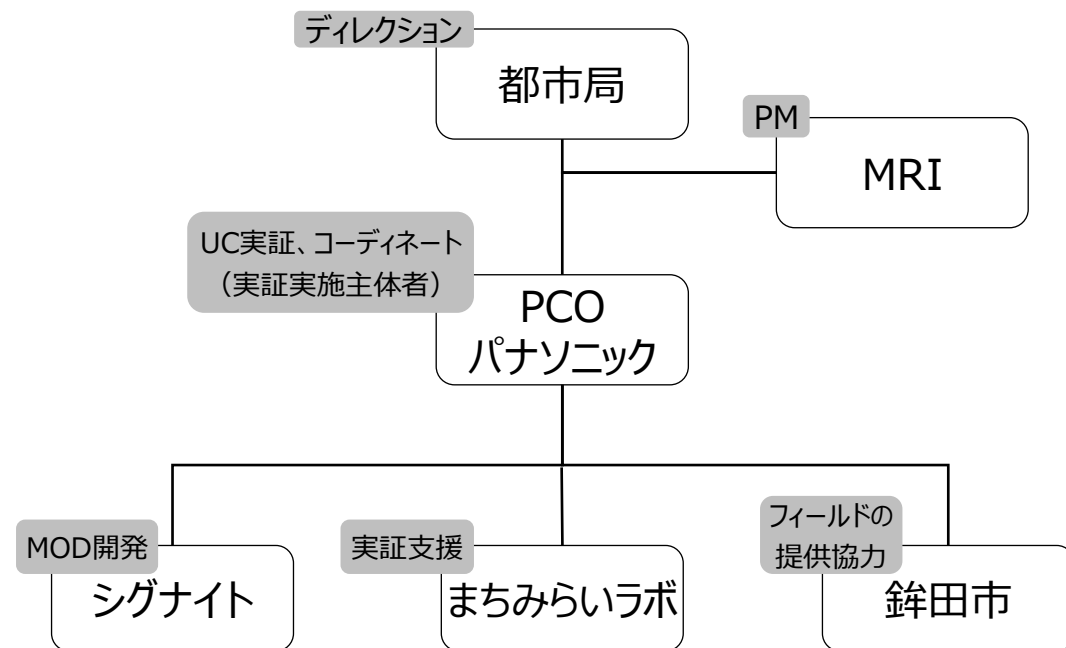 ディレクション
都市局
PM
MRI
UC実証、コーディネート
（実証実施主体者）
PCO
パナソニック
MOD開発
シグナイト
実証支援
まちみらいラボ
フィールドの
提供協力
鉾田市